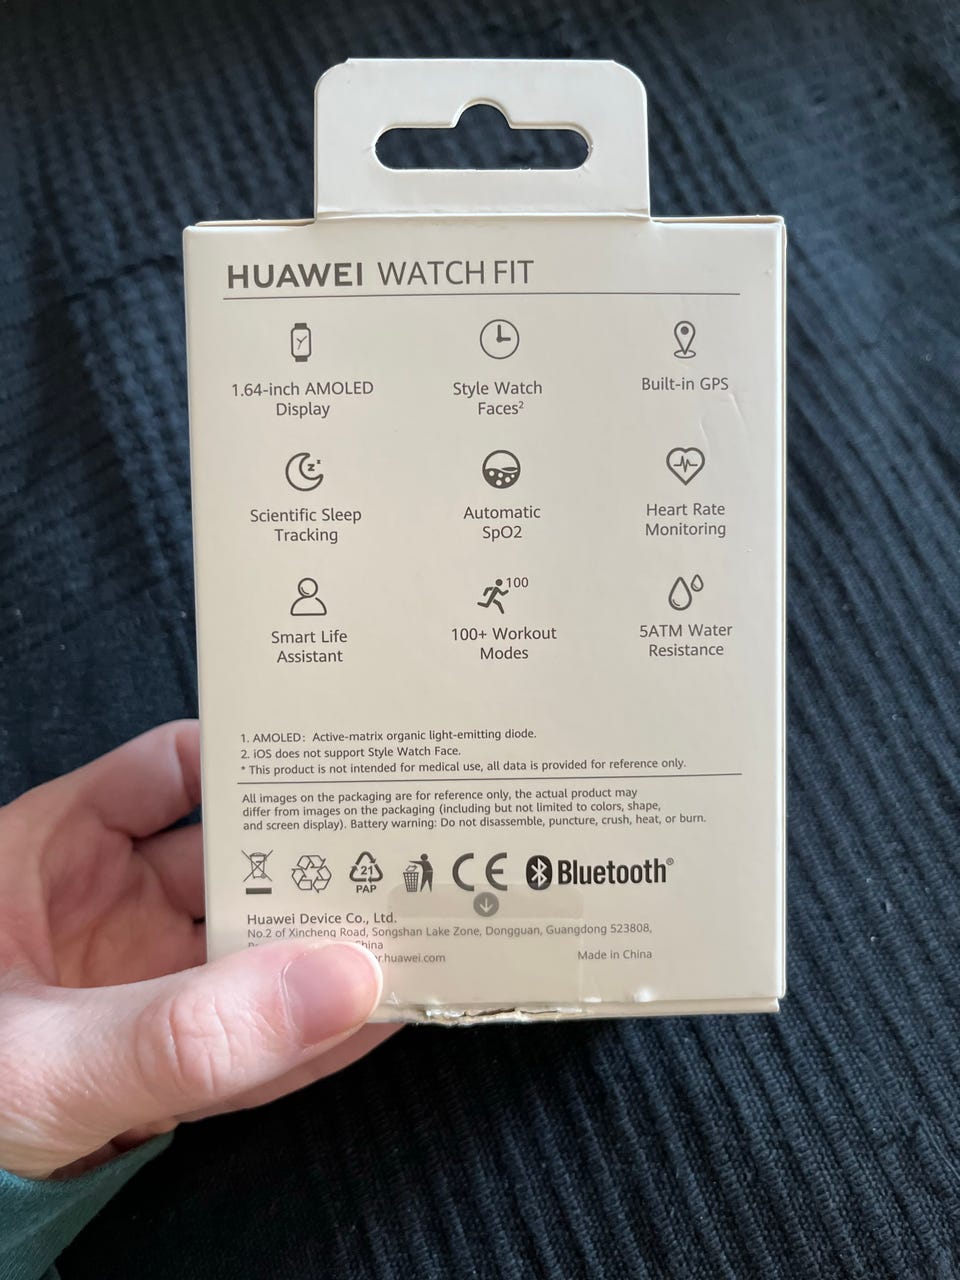 HUAWEI WATCH FIT
1.64-inch AMOLED
Display
Style Watch
Faces²
Built-in GPS
Scientific Sleep
Tracking
Automatic
SpO2
Heart Rate
Monitoring
Smart Life
Assistant
100
100+ Workout
Modes
5ATM Water
Resistance
1. AMOLED: Active-matrix organic light-emitting diode.
2. iOS does not support Style Watch Face.
* This product is not intended for medical use, all data is provided for reference only.
All images on the packaging are for reference only, the actual product may
differ from images on the packaging (including but not limited to colors, shape,
and screen display). Battery warning: Do not disassemble, puncture, crush, heat, or burn.
21
PAP
CE
Bluetooth®
Huawei Device Co., Ltd.
No.2 of Xincheng Road, Songshan Lake Zone, Dongguan, Guangdong 523808,
China
huawei.com
Made in China